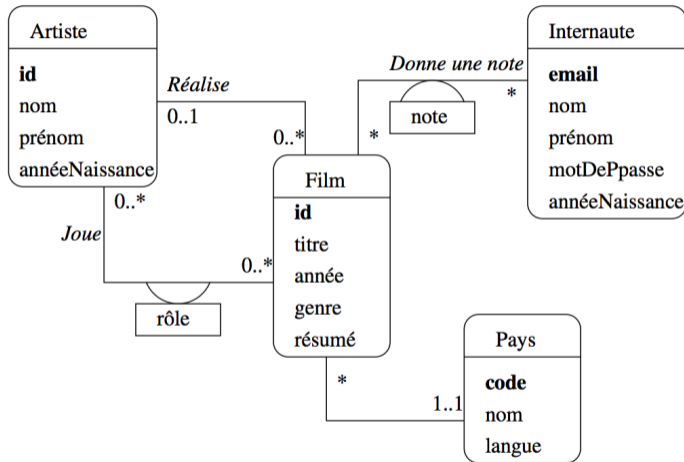 Artiste
id
nom
prénom
annéeNaissance
Réalise
0..1
0..*
Donne une note
*
*
note
Internaute
email
nom
prénom
motDePpasse
annéeNaissance
0..*
Joue
0..*
rôle
Film
id
titre
année
genre
résumé
*
1..1
Pays
code
nom
langue